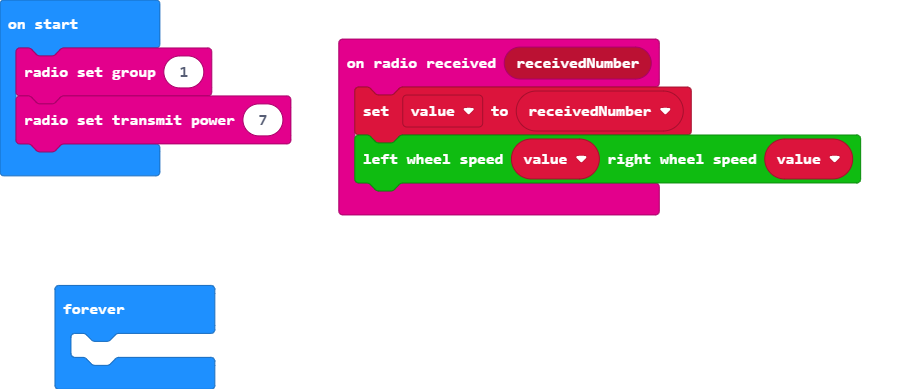 on start
radio set group 1
radio set transmit power 7
on radio received receivedNumber
set value to receivedNumber
left wheel speed value right wheel speed value
forever